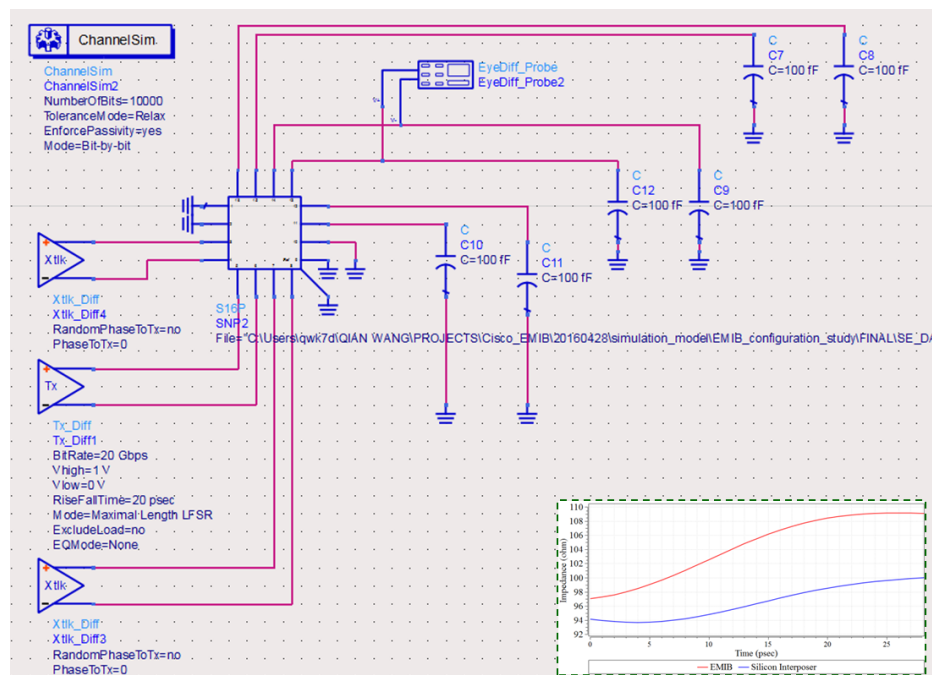 ChannelSim
ChannelSim
ChannelSim2
NumberOfBits=10000
ToleranceMode=Relax
EnforcePassivity=yes
Mode=Bit-by-bit
EyeDiff_Probe
EyeDiff_Probe2
C
C7
C=100 fF
C
C8
C=100 fF
C
C12
C=100 fF
C
C9
C=100 fF
C
C10
C=100 fF
C
C11
C=100 fF
Xtlk
Xtlk_Diff
Xtlk_Diff4
RandomPhaseToTx=no
PhaseToTx=0
S16P
SNP2
File="C:\Users\qwk7d\QIAN WANG\PROJECTS\Cisco_EMIB\20160428\simulation_model\EMIB_configuration_study\FINAL\SE_DA
Tx
Tx_Diff
Tx_Diff1
BitRate=20 Gbps
Vhigh=1 V
Vlow=0 V
RiseFallTime=20 psec
Mode=Maximal Length LFSR
ExcludeLoad=no
EQMode=None
Xtlk
Xtlk_Diff
Xtlk_Diff3
RandomPhaseToTx=no
PhaseToTx=0
Impedance (ohm)
110
108
106
104
102
100
98
96
94
92
0 5 10 15 20 25
Time (psec)
EMIB Silicon Interposer